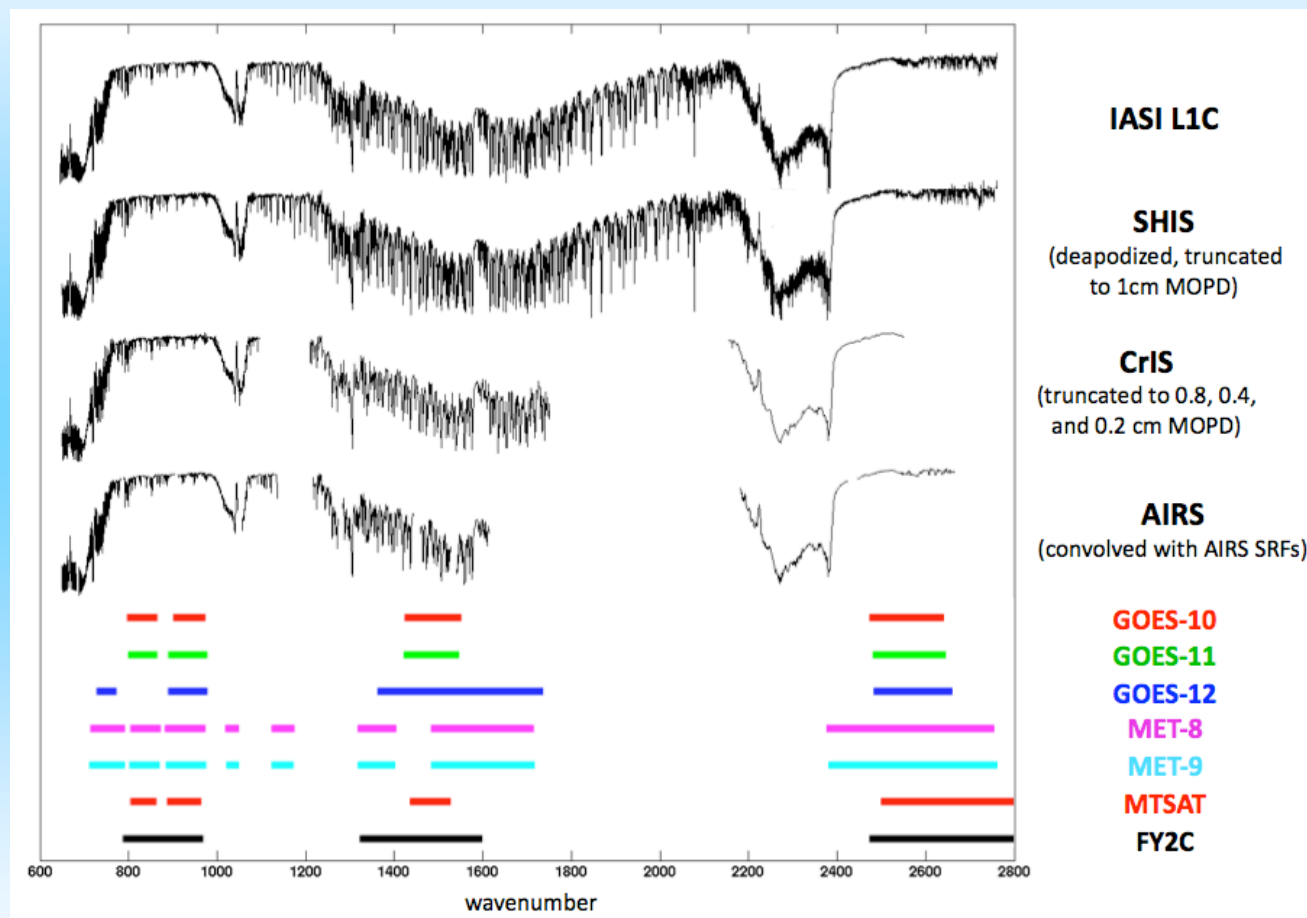 IASI L1C
SHIS
(deapodized, truncated
to 1cm MOPD)
CrIS
(truncated to 0.8, 0.4,
and 0.2 cm MOPD)
AIRS
(convolved with AIRS SRFs)
GOES-10
GOES-11
GOES-12
MET-8
MET-9
MTSAT
FY2C
600 800 1000 1200 1400 1600 1800 2000 2200 2400 2600 2800
wavenumber